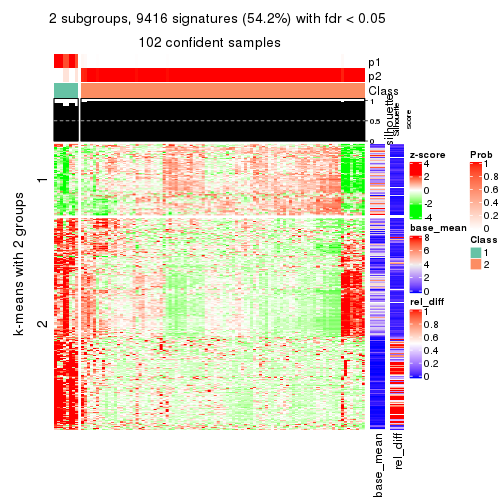 2 subgroups, 9416 signatures (54.2%) with fdr < 0.05
102 confident samples
p1
p2
Class
1
0.5
0
silhouette
Silhouette
score
k-means with 2 groups
1
2
base_mean
rel_diff
z-score
4
2
0
-2
-4
base_mean
8
6
4
2
0
rel_diff
1
0.8
0.6
0.4
0.2
0
Prob
1
0.8
0.6
0.4
0.2
0
Class
1
2